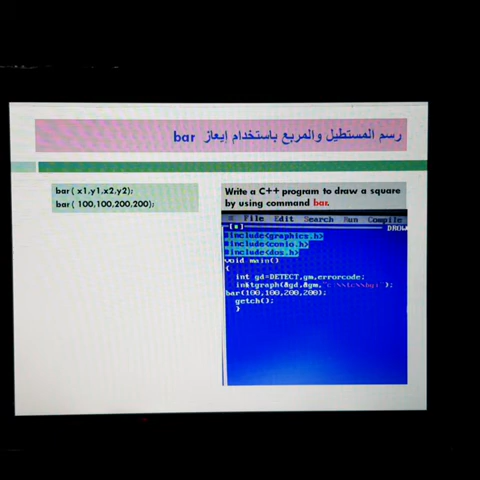 رسم المستطيل والمربع باستخدام إيعاز bar
bar ( x1,y1,x2,y2);
bar ( 100,100,200,200);
Write a C++ program to draw a square
by using command bar.
≡ File Edit Search Run Compile
[■] DROW
#include<graphics.h>
#include<conio.h>
#include<dos.h>
void main()
{
int gd=DETECT,gm,errorcode;
initgraph(&gd,&gm,
bar(100,100,200,200);
getch();
}